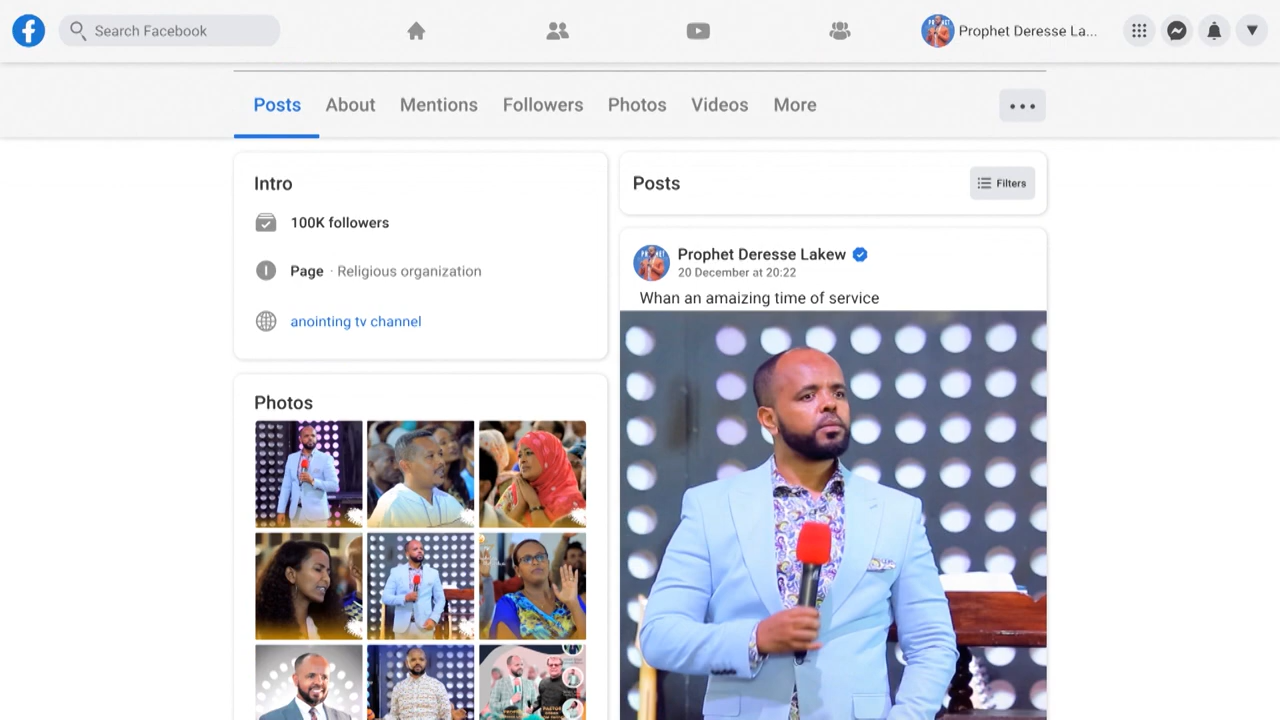 Search Facebook
Prophet Deresse La...
Posts
About
Mentions
Followers
Photos
Videos
More
Intro
100K followers
Page · Religious organization
anointing tv channel
Photos
Posts
Filters
Prophet Deresse Lakew
20 December at 20:22
Whan an amaizing time of service